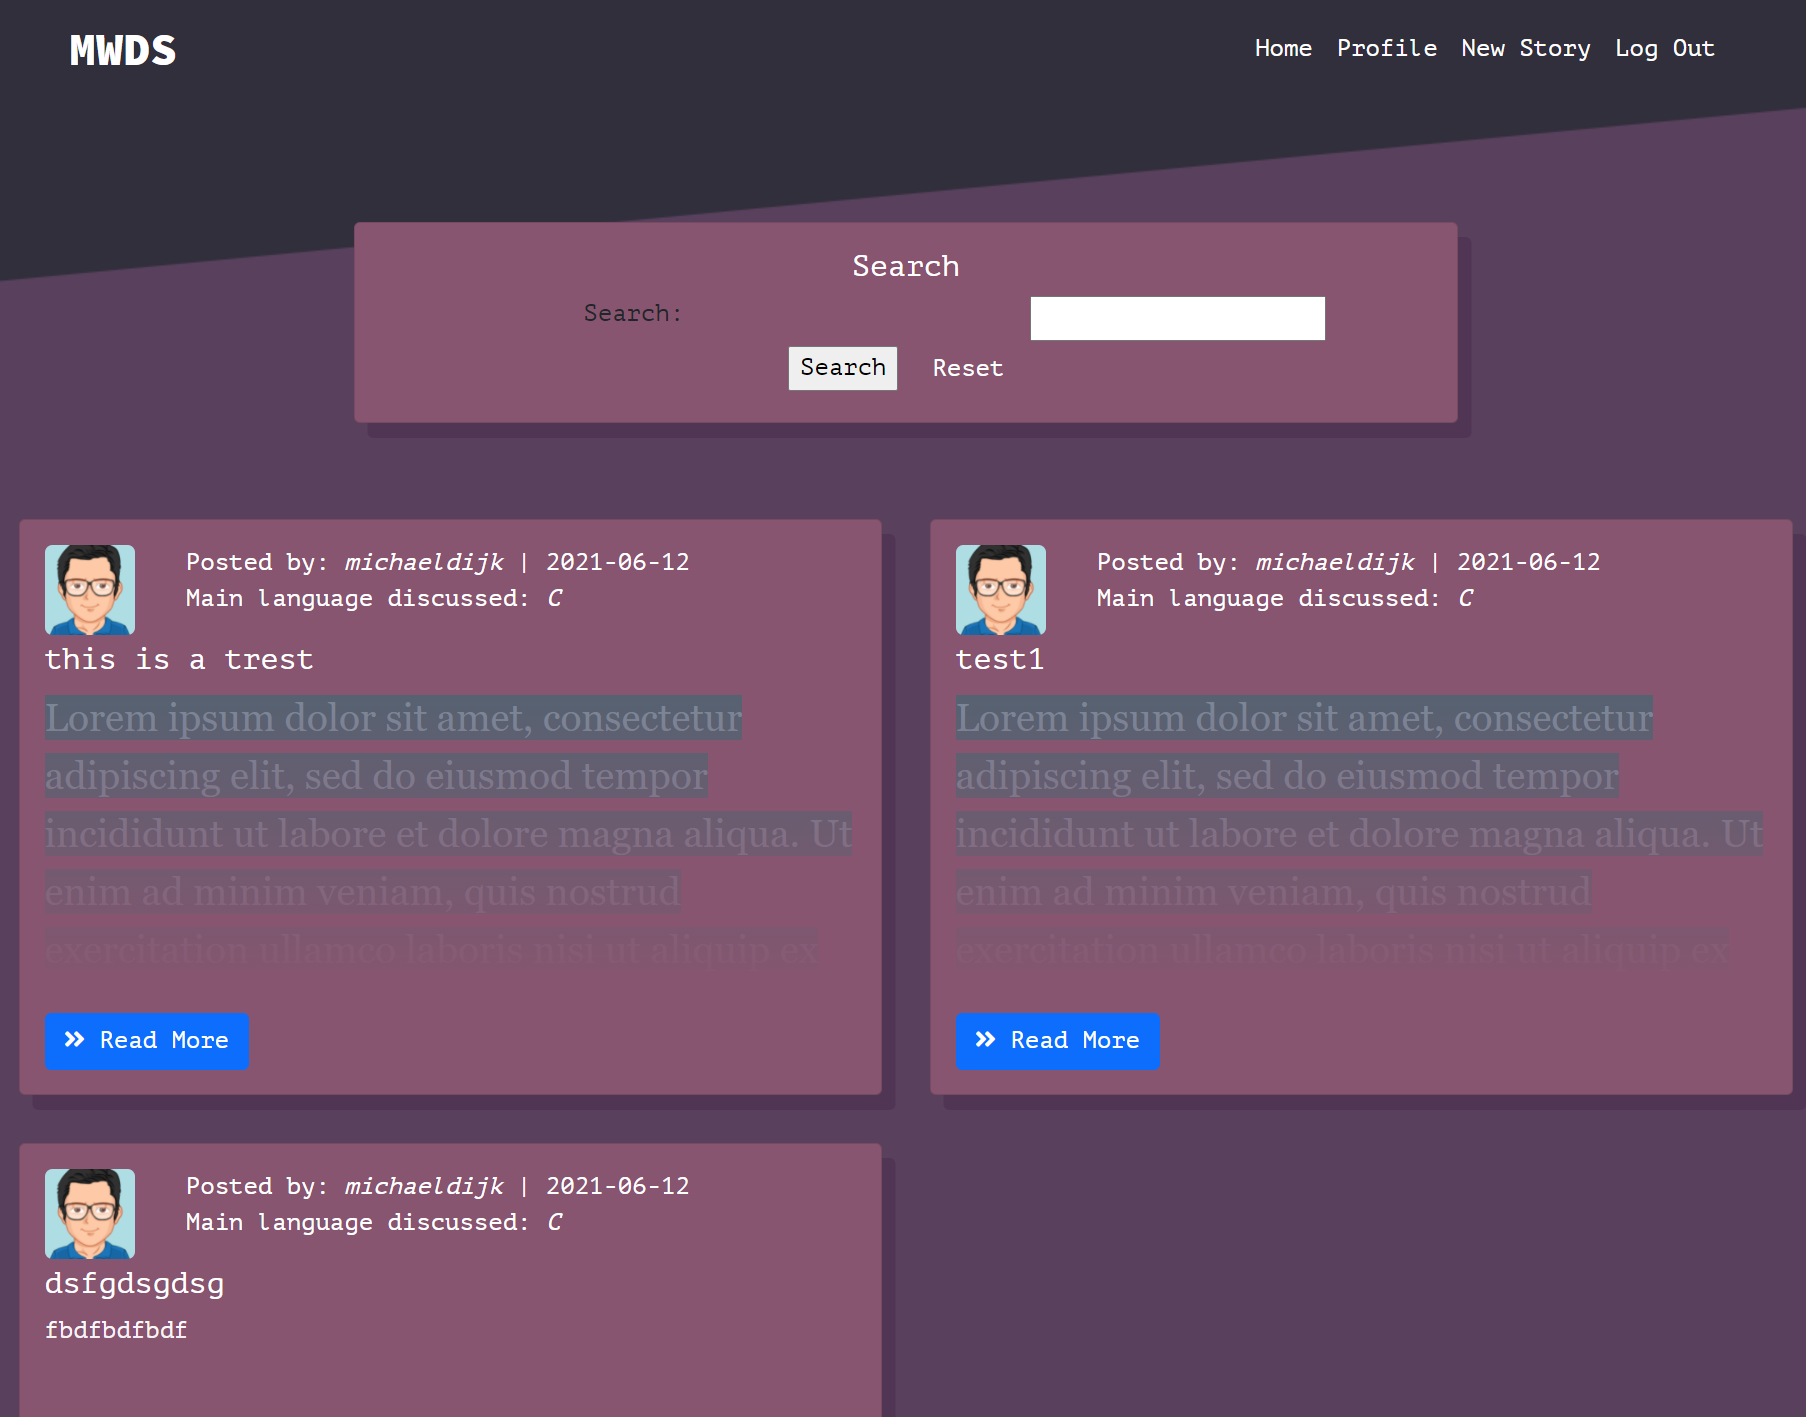 MWDS
Home Profile New Story Log Out
Search
Search:
Search Reset
Posted by: michaeldijk | 2021-06-12
Main language discussed: C
this is a trest
Lorem ipsum dolor sit amet, consectetur
adipiscing elit, sed do eiusmod tempor
incididunt ut labore et dolore magna aliqua. Ut
enim ad minim veniam, quis nostrud
exercitation ullamco laboris nisi ut aliquip ex
Read More
Posted by: michaeldijk | 2021-06-12
Main language discussed: C
test1
Lorem ipsum dolor sit amet, consectetur
adipiscing elit, sed do eiusmod tempor
incididunt ut labore et dolore magna aliqua. Ut
enim ad minim veniam, quis nostrud
exercitation ullamco laboris nisi ut aliquip ex
Read More
Posted by: michaeldijk | 2021-06-12
Main language discussed: C
dsfgdsgdsg
fbdfbdfbdf